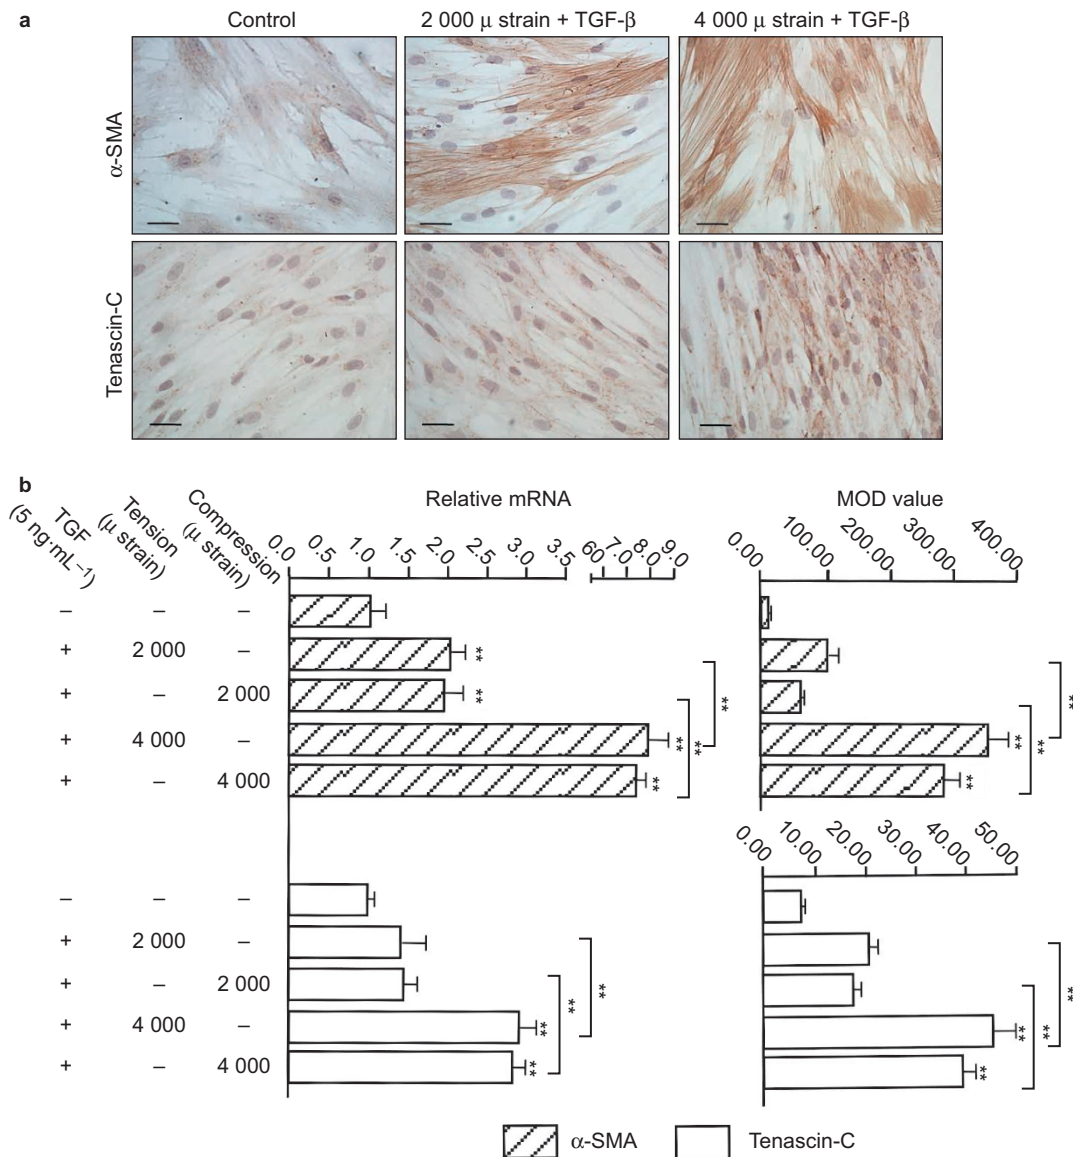 a
Control
2 000 μ strain + TGF-β
4 000 μ strain + TGF-β
α-SMA
Tenascin-C
b
TGF
(5 ng·mL–1)
Tension
(μ strain)
Compression
(μ strain)
Relative mRNA
0.0 0.5 1.0 1.5 2.0 2.5 3.0 3.5 60 7.0 8.0 9.0
MOD value
0.00 100.00 200.00 300.00 400.00
– – –
+ 2 000 – **
+ – 2 000 **
+ 4 000 – ** **
+ – 4 000 ** **
** **
** **
0.00 10.00 20.00 30.00 40.00 50.00
– – –
+ 2 000 –
+ – 2 000
+ 4 000 – ** **
+ – 4 000 ** **
** **
** **
α-SMA
Tenascin-C